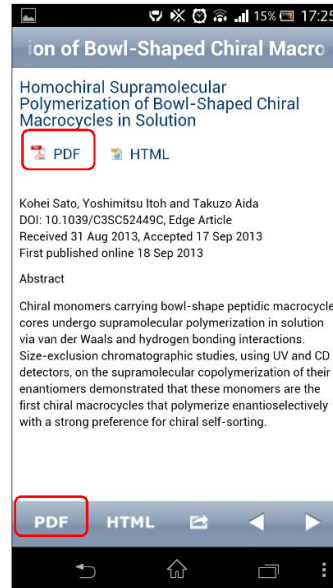 15% 17:25
ion of Bowl-Shaped Chiral Macro
Homochiral Supramolecular
Polymerization of Bowl-Shaped Chiral
Macrocycles in Solution
PDF HTML
Kohei Sato, Yoshimitsu Itoh and Takuzo Aida
DOI: 10.1039/C3SC52449C, Edge Article
Received 31 Aug 2013, Accepted 17 Sep 2013
First published online 18 Sep 2013
Abstract
Chiral monomers carrying bowl-shape peptidic macrocycle
cores undergo supramolecular polymerization in solution
via van der Waals and hydrogen bonding interactions.
Size-exclusion chromatographic studies, using UV and CD
detectors, on the supramolecular copolymerization of their
enantiomers demonstrated that these monomers are the
first chiral macrocycles that polymerize enantioselectively
with a strong preference for chiral self-sorting.
PDF HTML